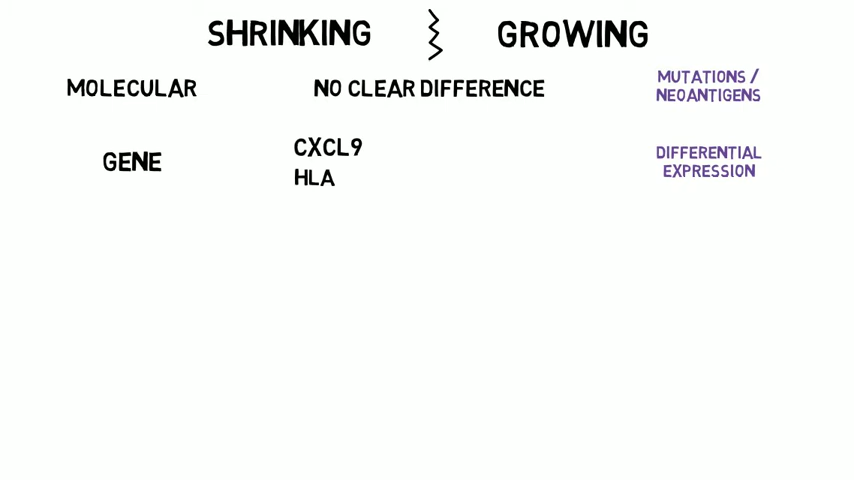 SHRINKING
GROWING
MOLECULAR
NO CLEAR DIFFERENCE
MUTATIONS /
NEOANTIGENS
GENE
CXCL9
HLA
DIFFERENTIAL
EXPRESSION